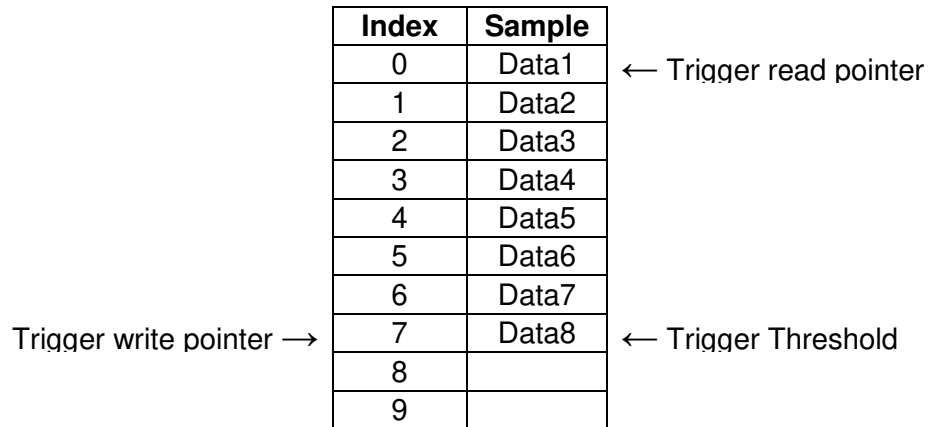 Index Sample
0 Data1 ← Trigger read pointer
1 Data2
2 Data3
3 Data4
4 Data5
5 Data6
6 Data7
Trigger write pointer → 7 Data8 ← Trigger Threshold
8
9